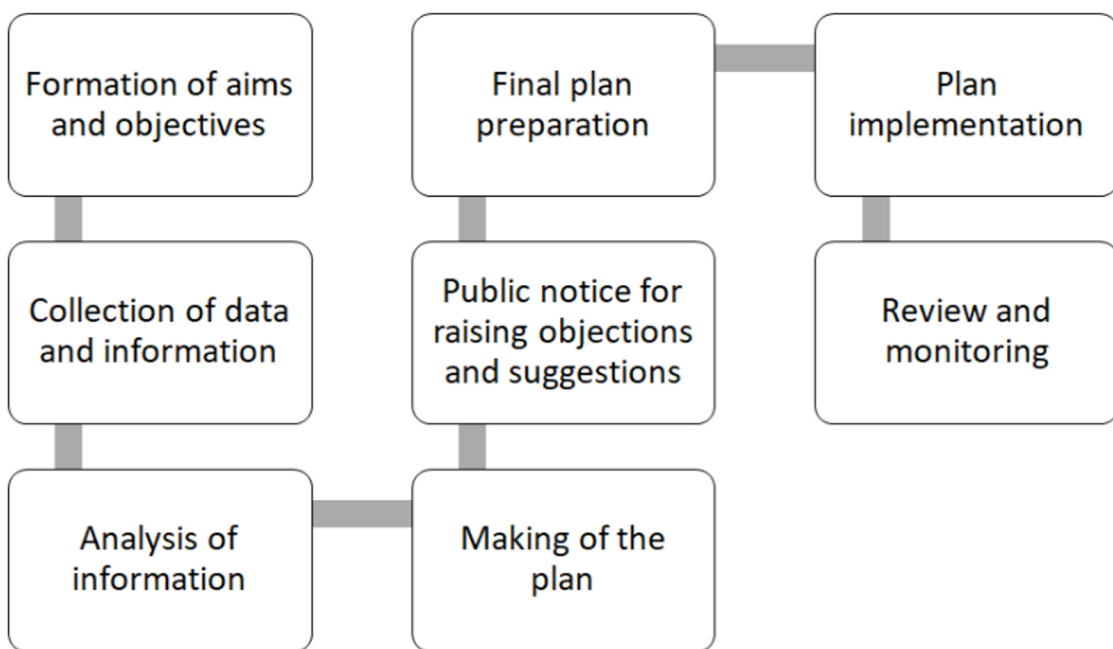 Formation of aims
and objectives
Collection of data
and information
Analysis of
information
Making of the
plan
Public notice for
raising objections
and suggestions
Final plan
preparation
Plan
implementation
Review and
monitoring